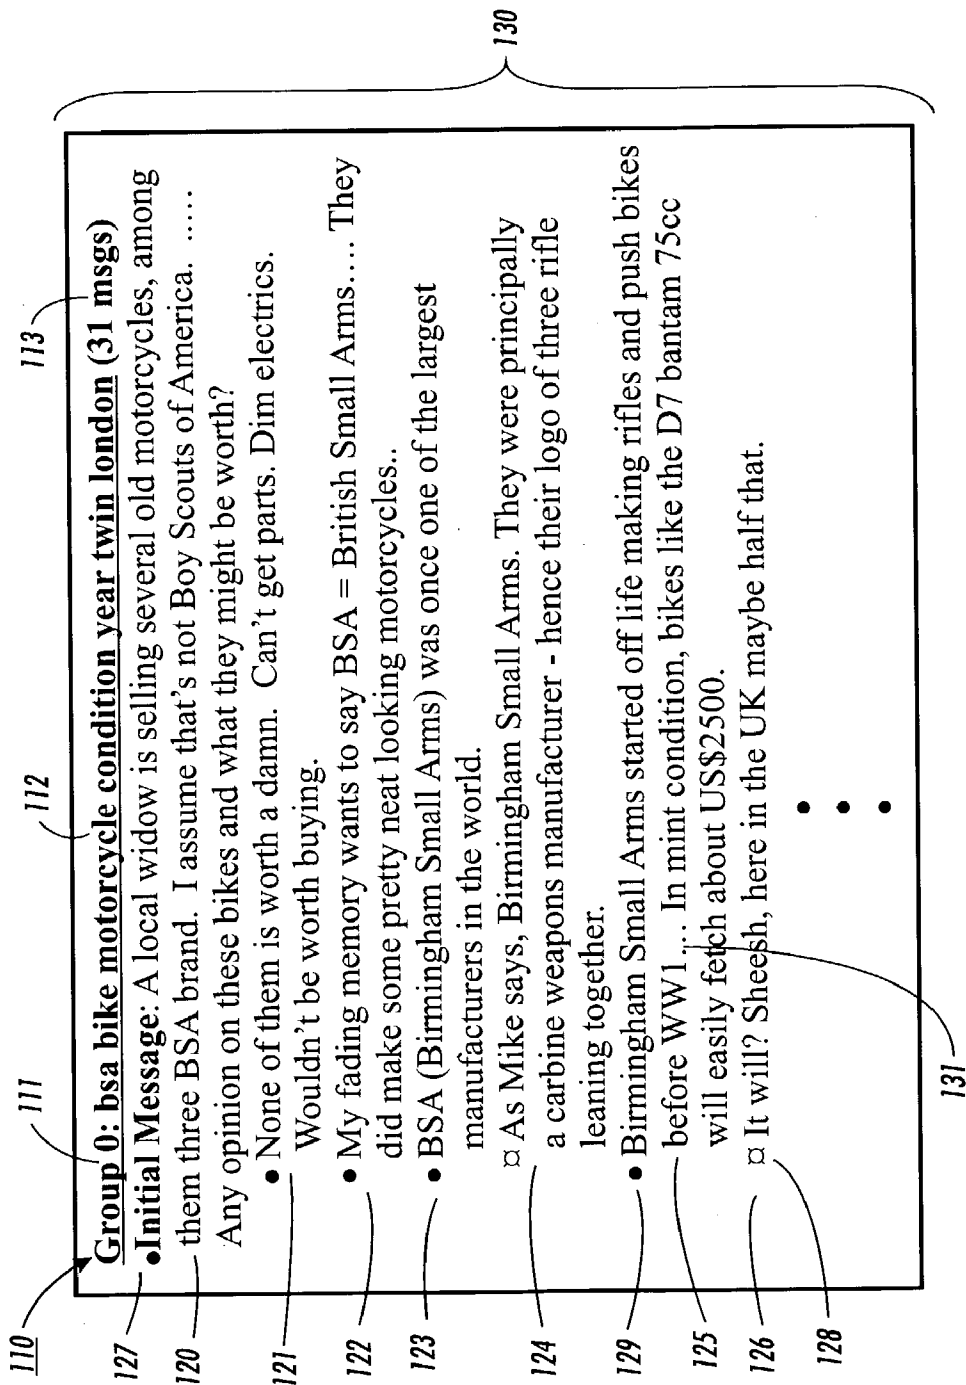 110
111
112
113
Group 0: bsa bike motorcycle condition year twin london (31 msgs)
•Initial Message: A local widow is selling several old motorcycles, among
them three BSA brand. I assume that's not Boy Scouts of America. .....
Any opinion on these bikes and what they might be worth?
• None of them is worth a damn. Can't get parts. Dim electrics.
Wouldn't be worth buying.
• My fading memory wants to say BSA = British Small Arms.... They
did make some pretty neat looking motorcycles..
• BSA (Birmingham Small Arms) was once one of the largest
manufacturers in the world.
¤ As Mike says, Birmingham Small Arms. They were principally
a carbine weapons manufacturer - hence their logo of three rifle
leaning together.
• Birmingham Small Arms started off life making rifles and push bikes
before WW1... In mint condition, bikes like the D7 bantam 75cc
will easily fetch about US$2500.
¤ It will? Sheesh, here in the UK maybe half that.
127
120
121
122
123
124
129
125
126
128
131
130